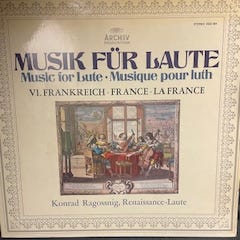 ARCHIV
PRODUKTION
MUSIK FÜR LAUTE
Music for Lute · Musique pour luth
VI. FRANKREICH · FRANCE · LA FRANCE
Konrad Ragossnig, Renaissance-Laute